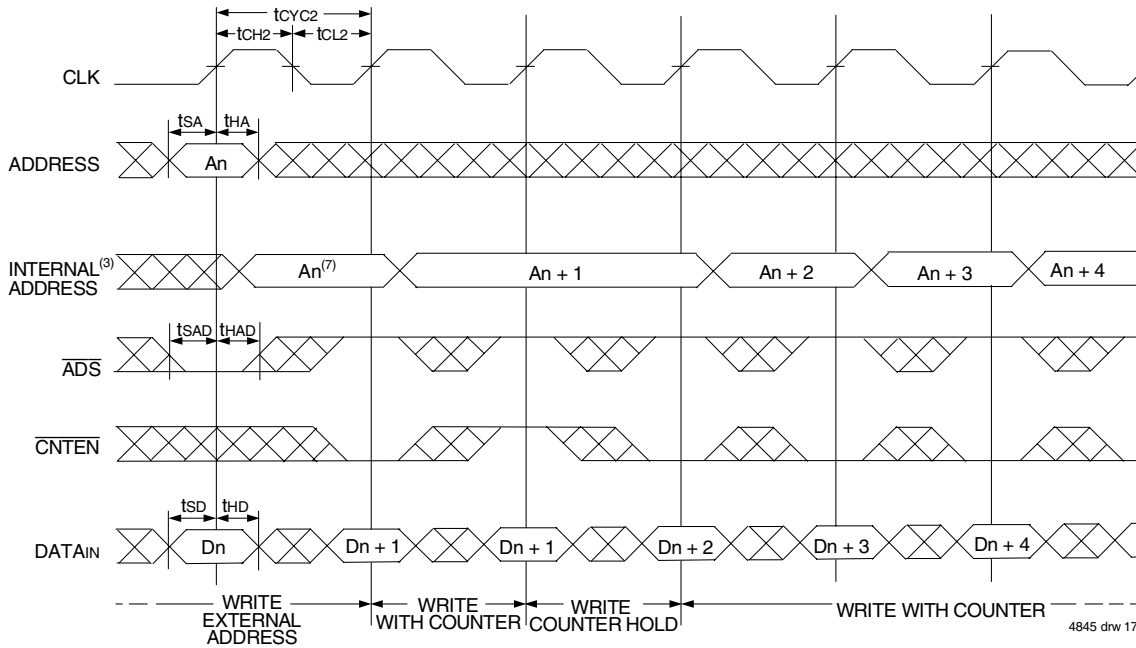 tCYC2
tCH2 tCL2
CLK
tSA tHA
ADDRESS An
INTERNAL(3) An(7) An + 1 An + 2 An + 3 An + 4
ADDRESS
tSAD tHAD
ADS
CNTEN
tSD tHD
DATAIN Dn Dn + 1 Dn + 1 Dn + 2 Dn + 3 Dn + 4
WRITE WRITE WRITE WRITE WITH COUNTER
EXTERNAL WITH COUNTER COUNTER HOLD
ADDRESS
4845 drw 17